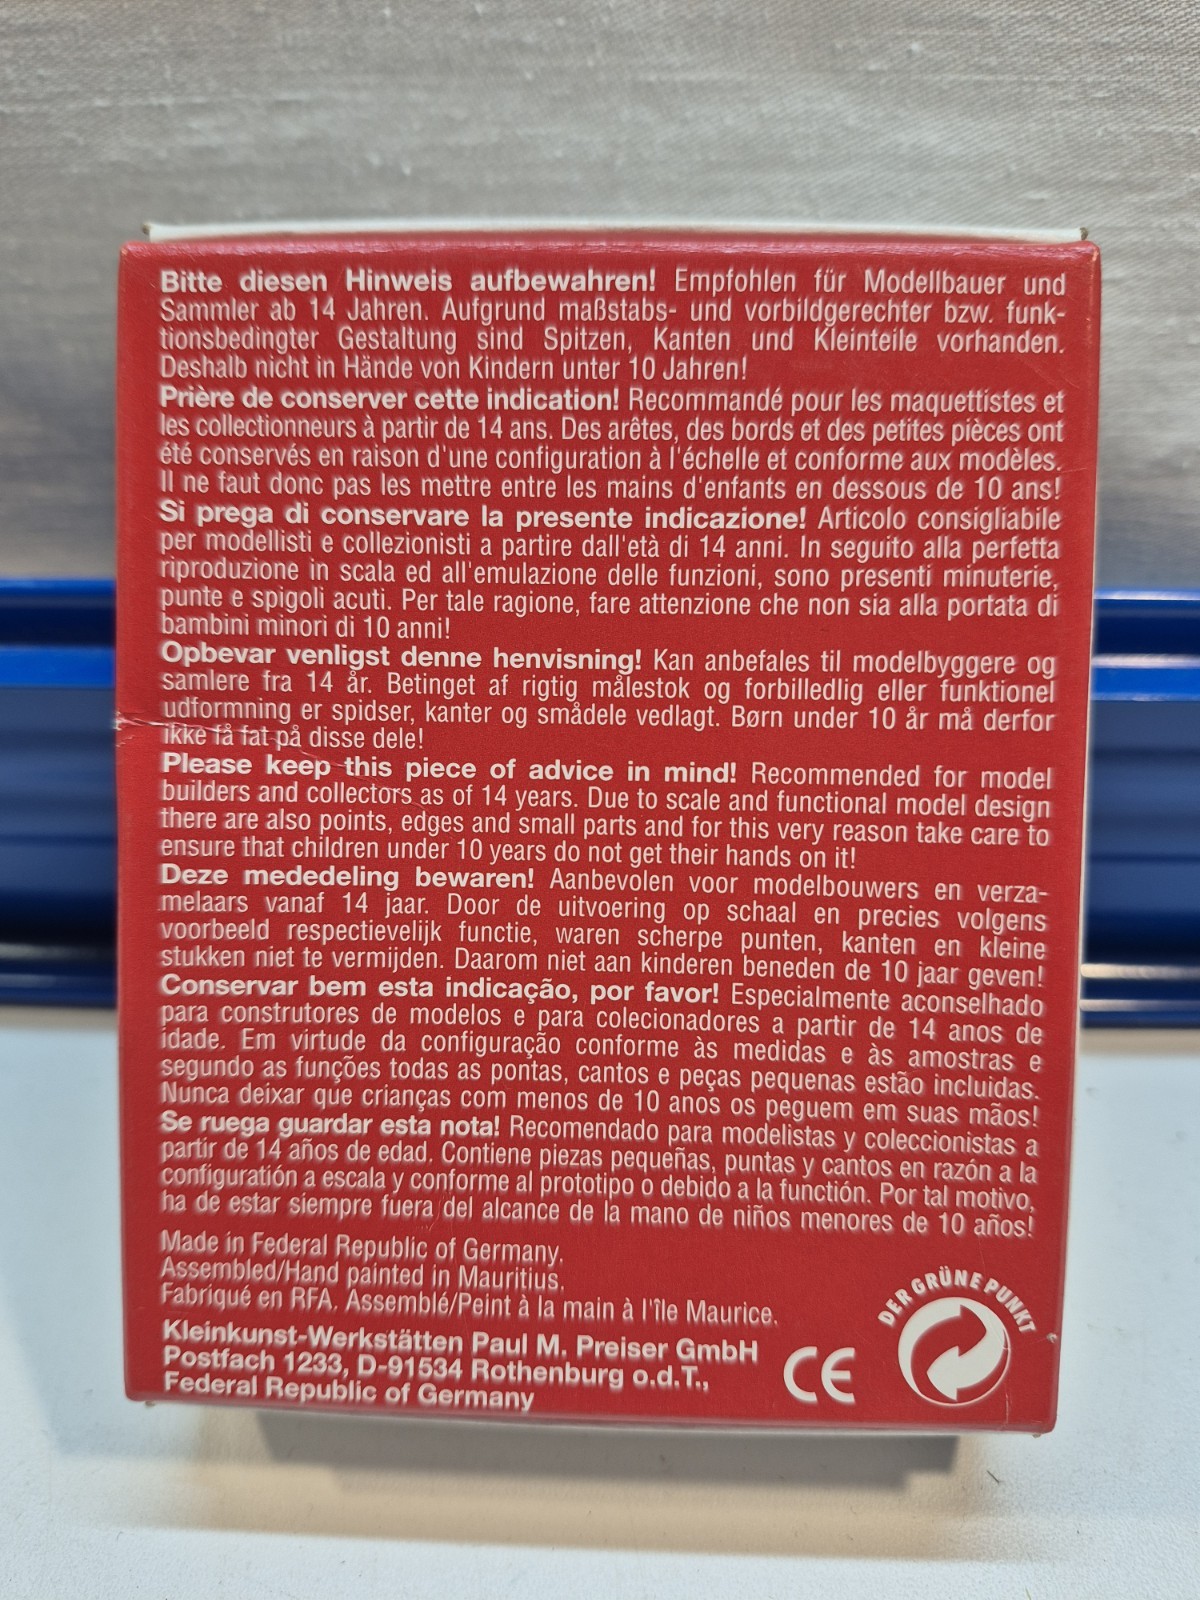 Bitte diesen Hinweis aufbewahren! Empfohlen für Modellbauer und
Sammler ab 14 Jahren. Aufgrund maßstabs- und vorbildgerechter bzw. funk-
tionsbedingter Gestaltung sind Spitzen, Kanten und Kleinteile vorhanden.
Deshalb nicht in Hände von Kindern unter 10 Jahren!
Prière de conserver cette indication! Recommandé pour les maquettistes et
les collectionneurs à partir de 14 ans. Des arêtes, des bords et des petites pièces ont
été conservés en raison d'une configuration à l'échelle et conforme aux modèles.
Il ne faut donc pas les mettre entre les mains d'enfants en dessous de 10 ans!
Si prega di conservare la presente indicazione! Articolo consigliabile
per modellisti e collezionisti a partire dall'età di 14 anni. In seguito alla perfetta
riproduzione in scala ed all'emulazione delle funzioni, sono presenti minuterie,
punte e spigoli acuti. Per tale ragione, fare attenzione che non sia alla portata di
bambini minori di 10 anni!
Opbevar venligst denne henvisning! Kan anbefales til modelbyggere og
samlere fra 14 år. Betinget af rigtig målestok og forbilledlig eller funktionel
udformning er spidser, kanter og smådele vedlagt. Børn under 10 år må derfor
ikke få fat på disse dele!
Please keep this piece of advice in mind! Recommended for model
builders and collectors as of 14 years. Due to scale and functional model design
there are also points, edges and small parts and for this very reason take care to
ensure that children under 10 years do not get their hands on it!
Deze mededeling bewaren! Aanbevolen voor modelbouwers en verza-
melaars vanaf 14 jaar. Door de uitvoering op schaal en precies volgens
voorbeeld respectievelijk functie, waren scherpe punten, kanten en kleine
stukken niet te vermijden. Daarom niet aan kinderen beneden de 10 jaar geven!
Conservar bem esta indicação, por favor! Especialmente aconselhado
para construtores de modelos e para colecionadores a partir de 14 anos de
idade. Em virtude da configuração conforme às medidas e às amostras e
segundo as funções todas as pontas, cantos e peças pequenas estão incluidas.
Nunca deixar que crianças com menos de 10 anos os peguem em suas mãos!
Se ruega guardar esta nota! Recomendado para modelistas y coleccionistas a
partir de 14 años de edad. Contiene piezas pequeñas, puntas y cantos en razón a la
configuratión a escala y conforme al prototipo o debido a la functión. Por tal motivo,
ha de estar siempre fuera del alcance de la mano de niños menores de 10 años!
Made in Federal Republic of Germany.
Assembled/Hand painted in Mauritius.
Fabriqué en RFA. Assemblé/Peint à la main à l'île Maurice.
Kleinkunst-Werkstätten Paul M. Preiser GmbH
Postfach 1233, D-91534 Rothenburg o.d.T.,
Federal Republic of Germany
CE
DER GRÜNE PUNKT